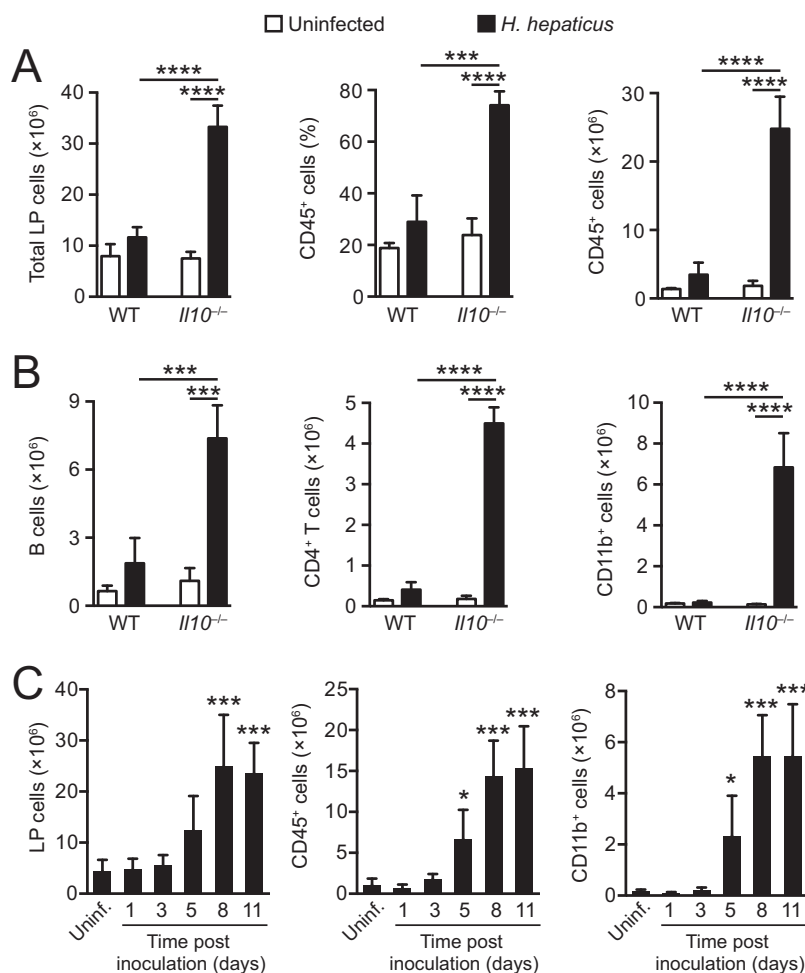 Uninfected H. hepaticus
A
**** *** ****
**** **** ****
Total LP cells (×10⁶)
40
30
20
10
0
WT Il10⁻/⁻
CD45⁺ cells (%)
80
60
40
20
0
WT Il10⁻/⁻
CD45⁺ cells (×10⁶)
30
20
10
0
WT Il10⁻/⁻
B
*** **** ****
*** **** ****
B cells (×10⁶)
9
6
3
0
WT Il10⁻/⁻
CD4⁺ T cells (×10⁶)
5
4
3
2
1
0
WT Il10⁻/⁻
CD11b⁺ cells (×10⁶)
10
8
6
4
2
0
WT Il10⁻/⁻
C
LP cells (×10⁶)
40
30
20
10
0
*** ***
Uninf. 1 3 5 8 11
Time post
inoculation (days)
CD45⁺ cells (×10⁶)
25
20
15
10
5
0
* *** ***
Uninf. 1 3 5 8 11
Time post
inoculation (days)
CD11b⁺ cells (×10⁶)
8
6
4
2
0
* *** ***
Uninf. 1 3 5 8 11
Time post
inoculation (days)